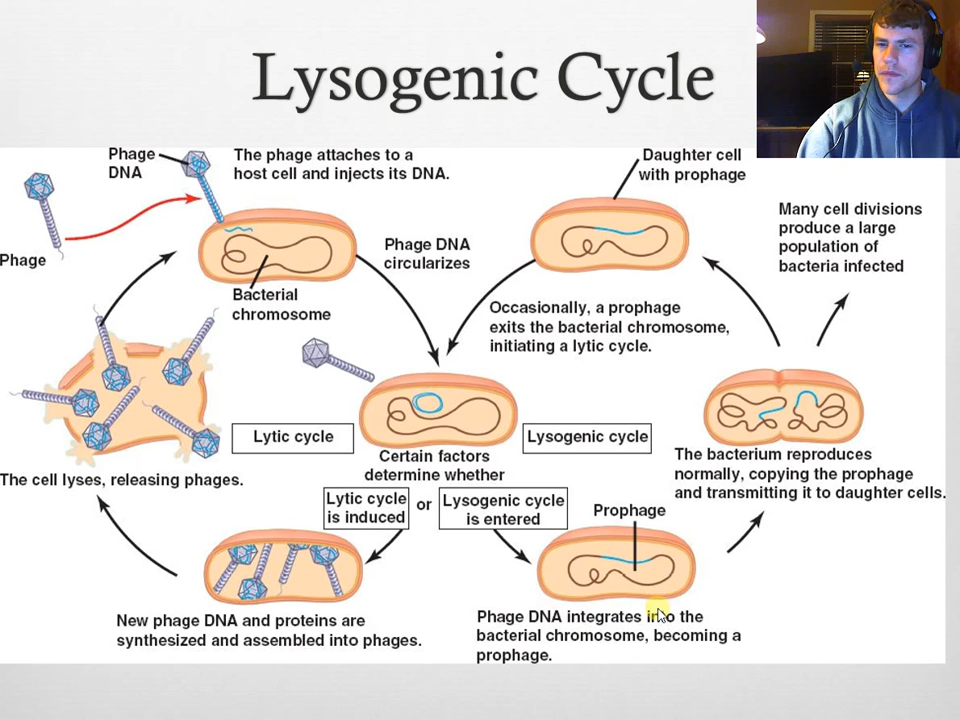 Lysogenic Cycle
Phage
DNA
The phage attaches to a
host cell and injects its DNA.
Daughter cell
with prophage
Many cell divisions
produce a large
population of
bacteria infected
Phage
Phage DNA
circularizes
Bacterial
chromosome
Occasionally, a prophage
exits the bacterial chromosome,
initiating a lytic cycle.
Lytic cycle
Lysogenic cycle
Certain factors
determine whether
The cell lyses, releasing phages.
The bacterium reproduces
normally, copying the prophage
and transmitting it to daughter cells.
Lytic cycle
is induced
or
Lysogenic cycle
is entered
Prophage
New phage DNA and proteins are
synthesized and assembled into phages.
Phage DNA integrates into the
bacterial chromosome, becoming a
prophage.